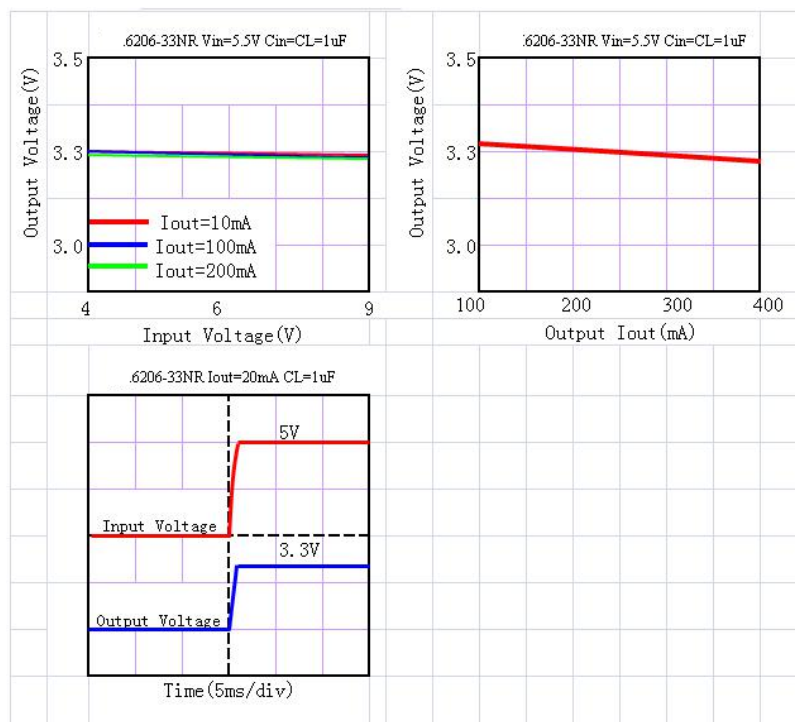 .6206-33NR Vin=5.5V Cin=CL=1uF
3.5
3.3
3.0
Output Voltage(V)
Iout=10mA
Iout=100mA
Iout=200mA
4
6
9
Input Voltage(V)
.6206-33NR Vin=5.5V Cin=CL=1uF
3.5
3.3
3.0
Output Voltage(V)
100
200
300
400
Output Iout(mA)
.6206-33NR Iout=20mA CL=1uF
5V
Input Voltage
3.3V
Output Voltage
Time(5ms/div)